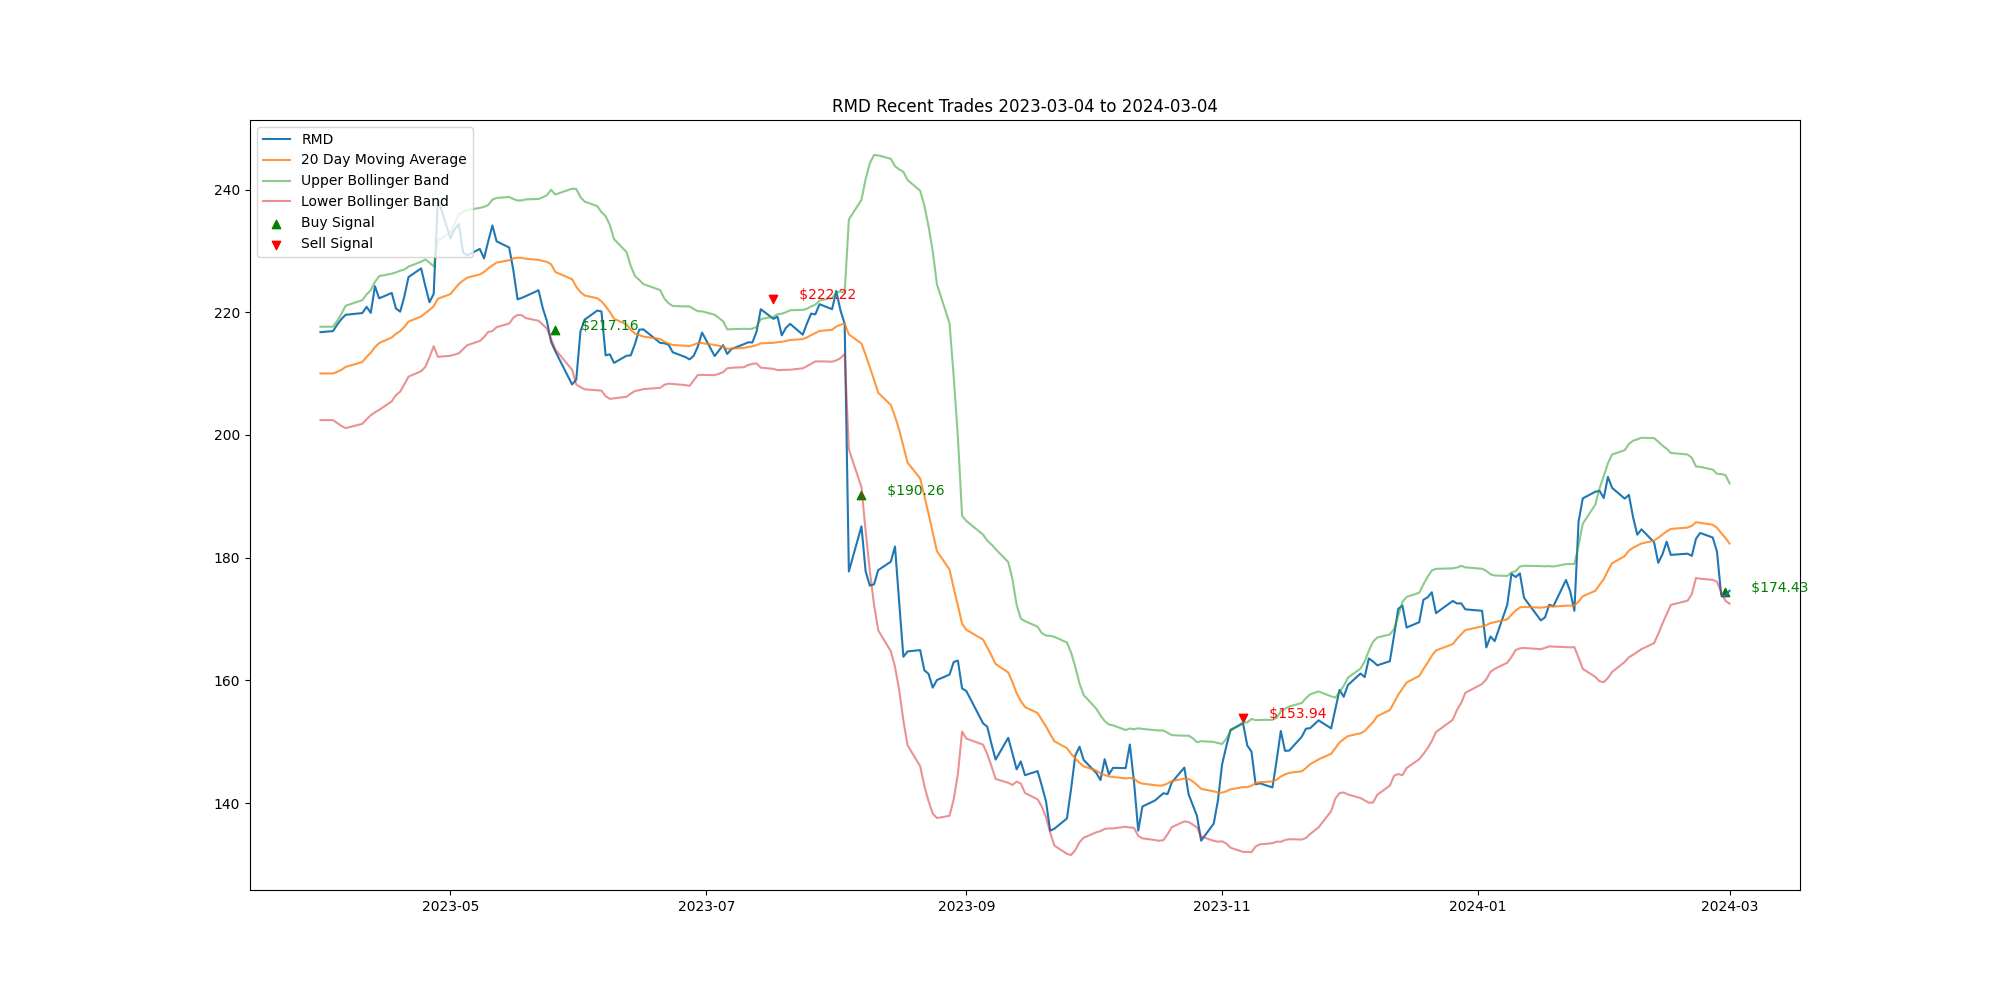 RMD Recent Trades 2023-03-04 to 2024-03-04
RMD
20 Day Moving Average
Upper Bollinger Band
Lower Bollinger Band
Buy Signal
Sell Signal
240
220
200
180
160
140
$217.16
$222.22
$190.26
$153.94
$174.43
2023-05
2023-07
2023-09
2023-11
2024-01
2024-03